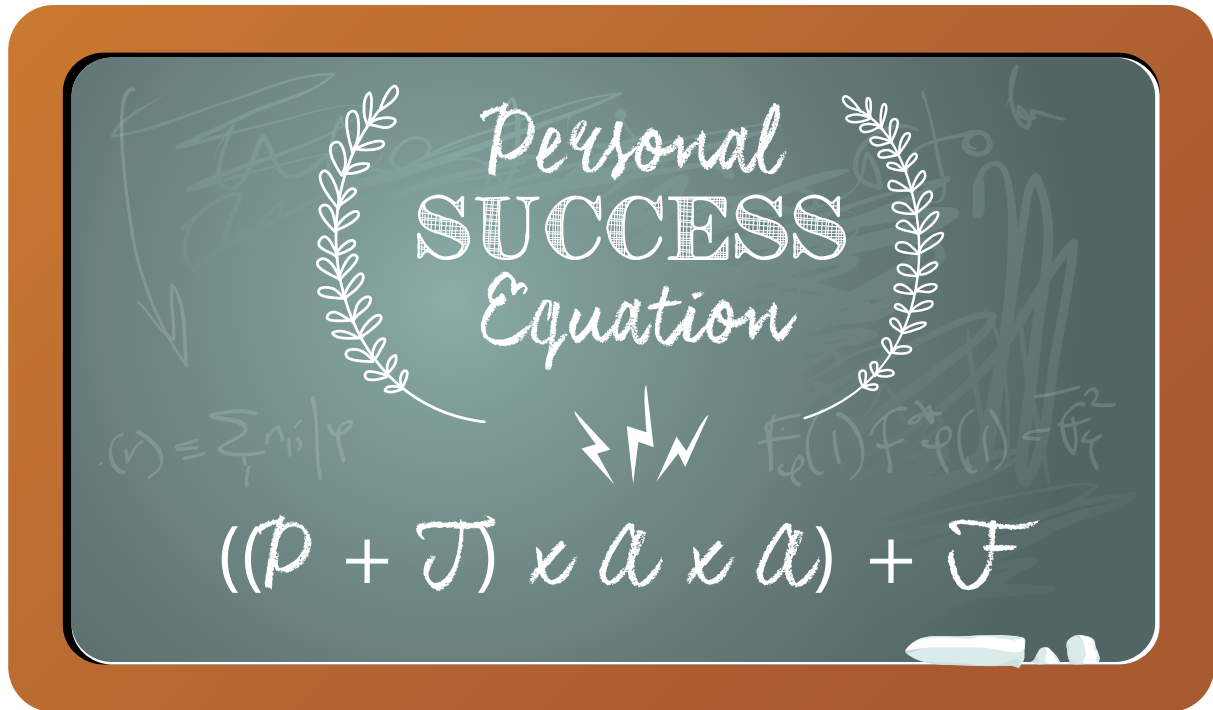 Personal
SUCCESS
Equation
((P + T) x A x A) + F